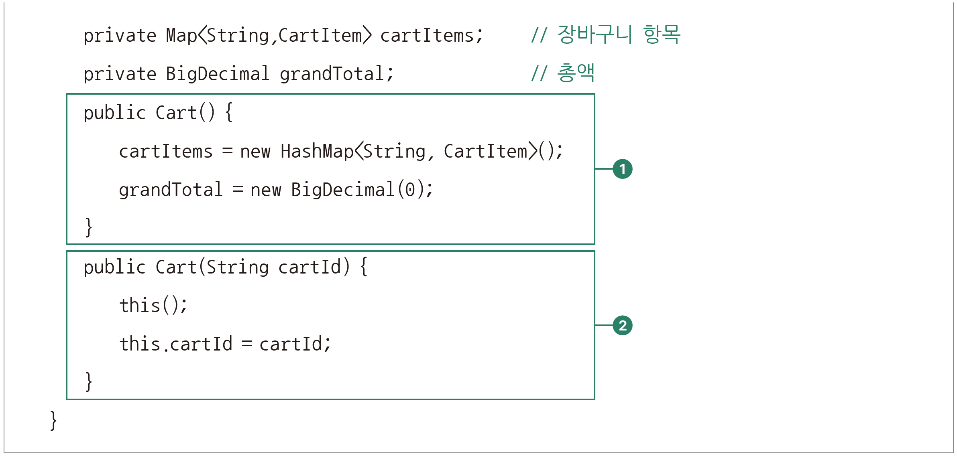 private Map<String,CartItem> cartItems; // 장바구니 항목
private BigDecimal grandTotal; // 총액
public Cart() {
cartItems = new HashMap<String, CartItem>();
grandTotal = new BigDecimal(0);
}
1
public Cart(String cartId) {
this();
this.cartId = cartId;
}
2
}